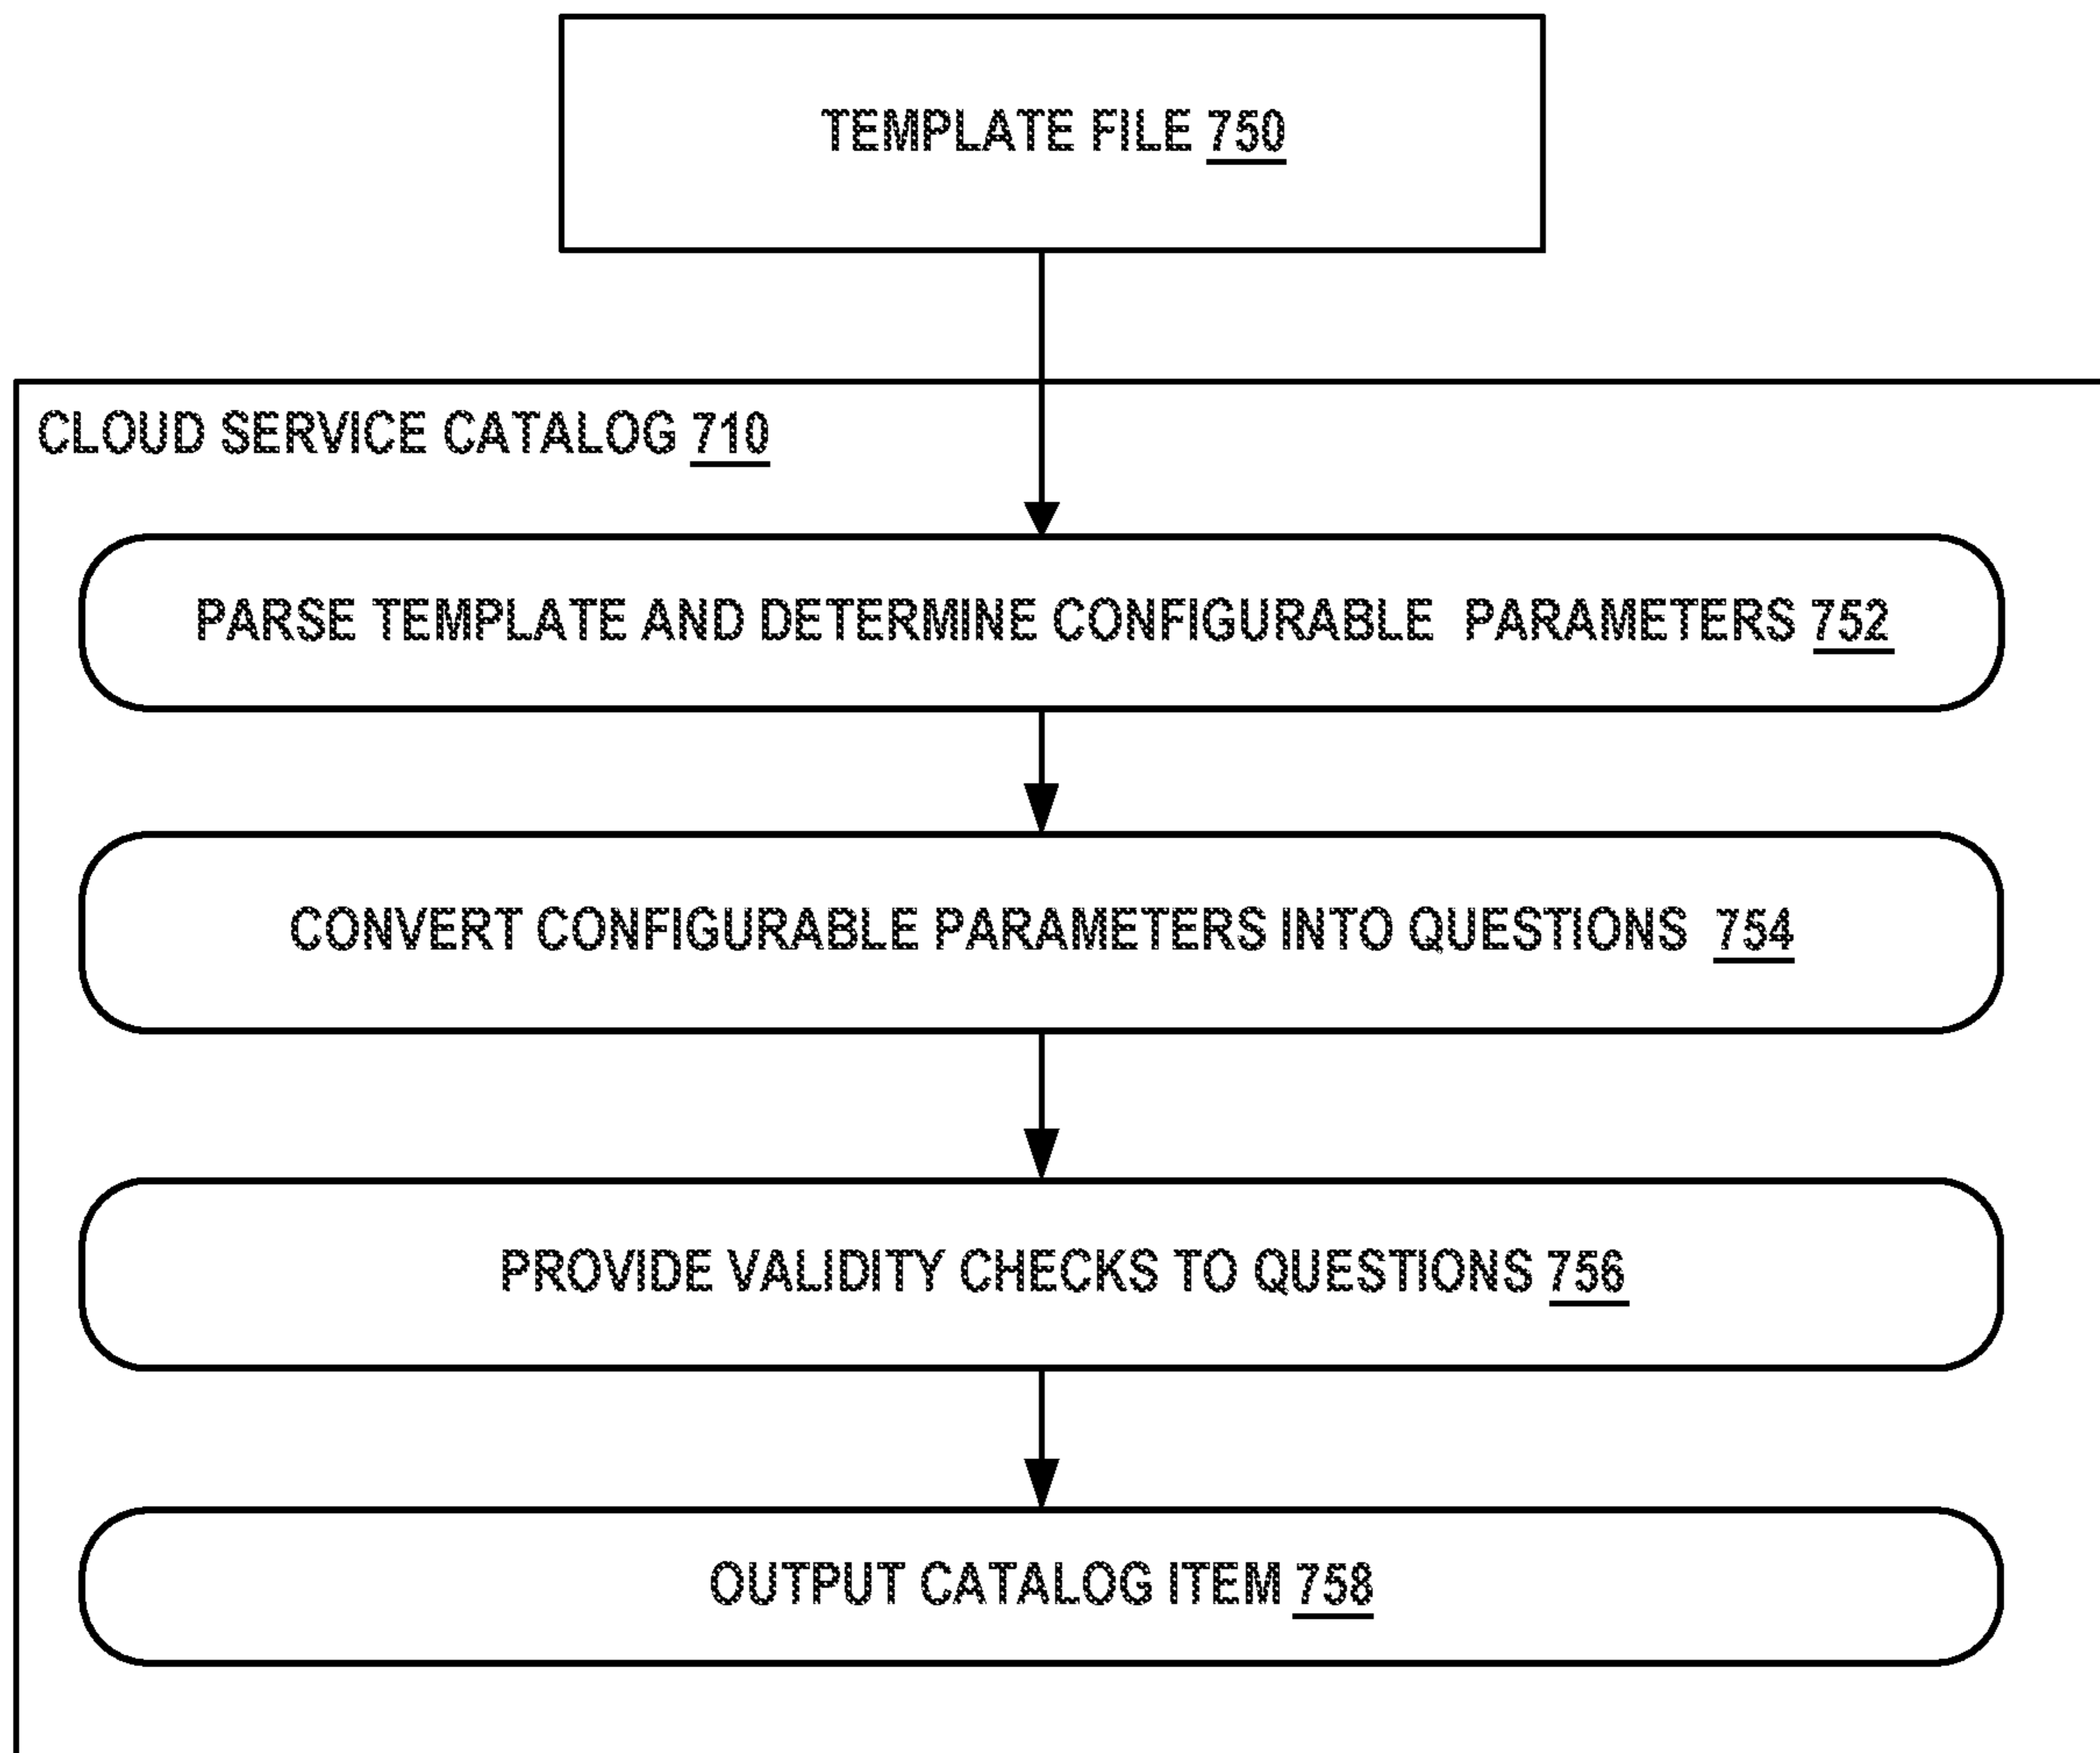 TEMPLATE FILE 750
CLOUD SERVICE CATALOG 710
PARSE TEMPLATE AND DETERMINE CONFIGURABLE PARAMETERS 752
CONVERT CONFIGURABLE PARAMETERS INTO QUESTIONS 754
PROVIDE VALIDITY CHECKS TO QUESTIONS 756
OUTPUT CATALOG ITEM 758